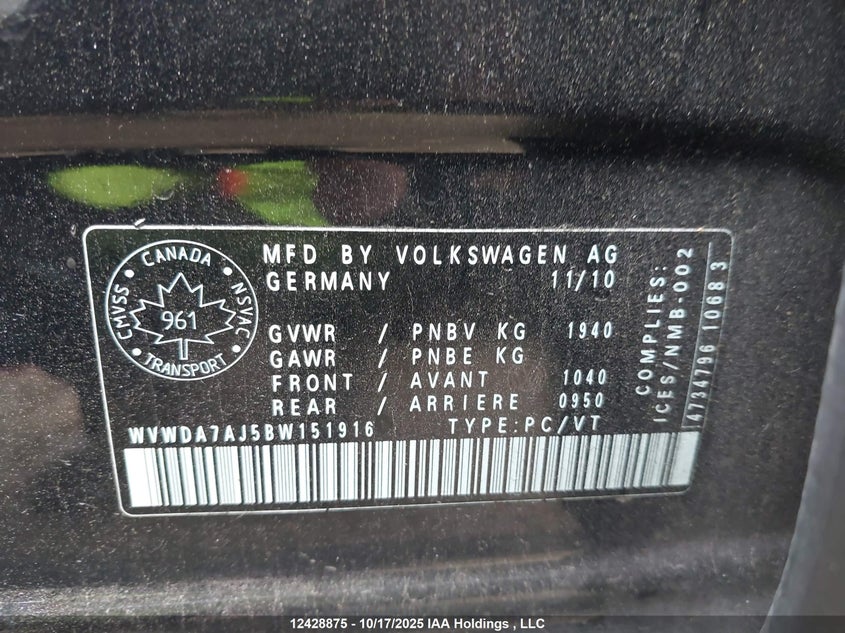 CANADA
CMVSS
NSVAC
961
TRANSPORT
MFD BY VOLKSWAGEN AG
GERMANY 11/10
GVWR / PNBV KG 1940
GAWR / PNBE KG
FRONT / AVANT 1040
REAR / ARRIERE 0950
WVWDA7AJ5BW151916 TYPE:PC/VT
COMPLIES:
ICES/NMB-002
4734796 1068 3
12428875 - 10/17/2025 IAA Holdings , LLC